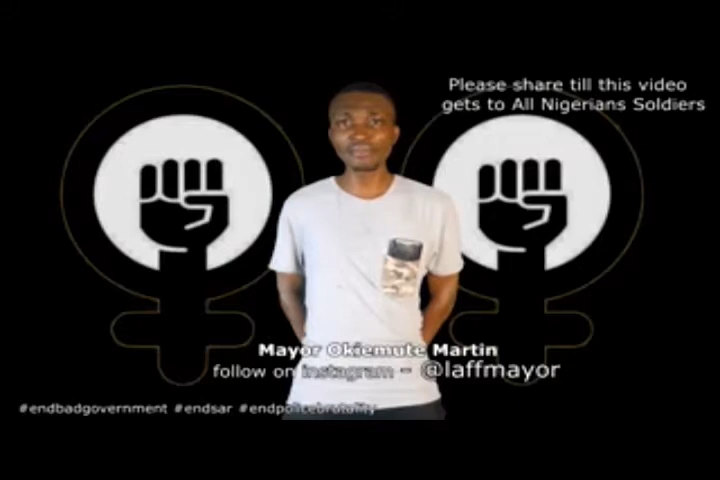 Please share till this video
gets to All Nigerians Soldiers
Mayor Okiemute Martin
follow on instagram - @laffmayor
#endbadgovernment #endsar #endpolicebrutality